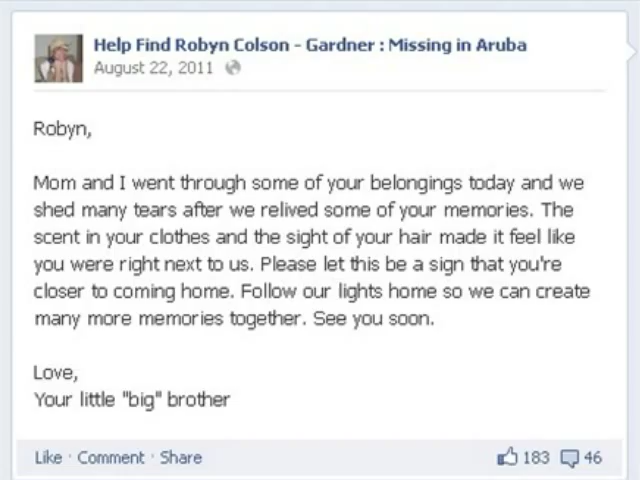 Help Find Robyn Colson - Gardner : Missing in Aruba
August 22, 2011
Robyn,
Mom and I went through some of your belongings today and we
shed many tears after we relived some of your memories. The
scent in your clothes and the sight of your hair made it feel like
you were right next to us. Please let this be a sign that you're
closer to coming home. Follow our lights home so we can create
many more memories together. See you soon.
Love,
Your little "big" brother
Like · Comment · Share 183 46